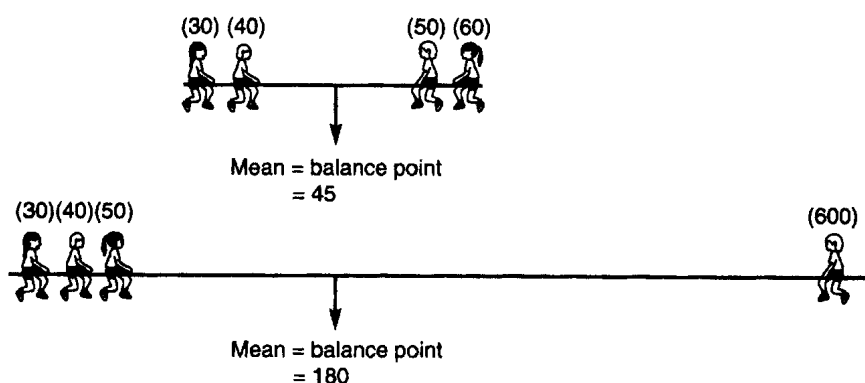 (30) (40) (50) (60)
Mean = balance point
= 45
(30)(40)(50) (600)
Mean = balance point
= 180